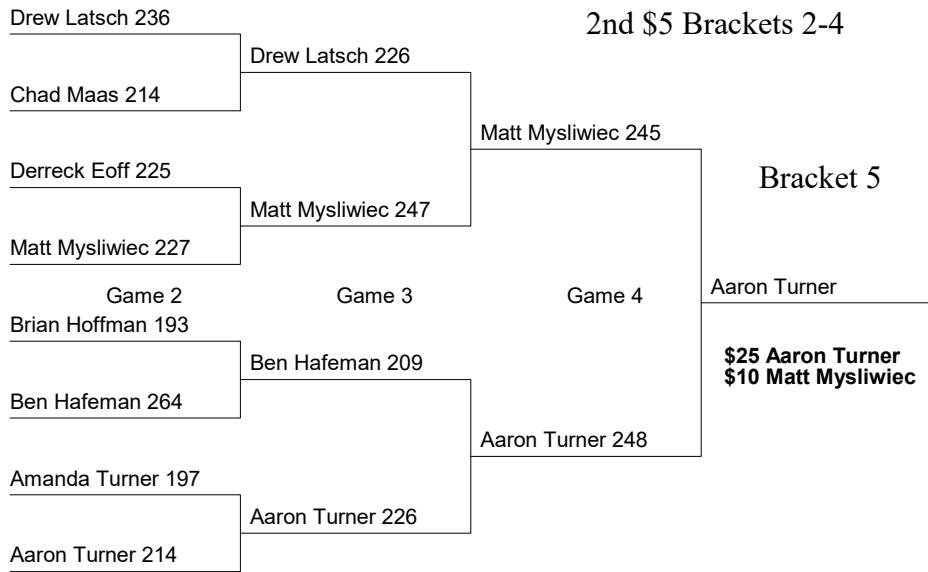 Drew Latsch 236
2nd $5 Brackets 2-4
Drew Latsch 226
Chad Maas 214
Matt Mysliwiec 245
Derreck Eoff 225
Bracket 5
Matt Mysliwiec 247
Matt Mysliwiec 227
Game 2
Game 3
Game 4
Aaron Turner
Brian Hoffman 193
Ben Hafeman 209
$25 Aaron Turner
$10 Matt Mysliwiec
Ben Hafeman 264
Aaron Turner 248
Amanda Turner 197
Aaron Turner 226
Aaron Turner 214